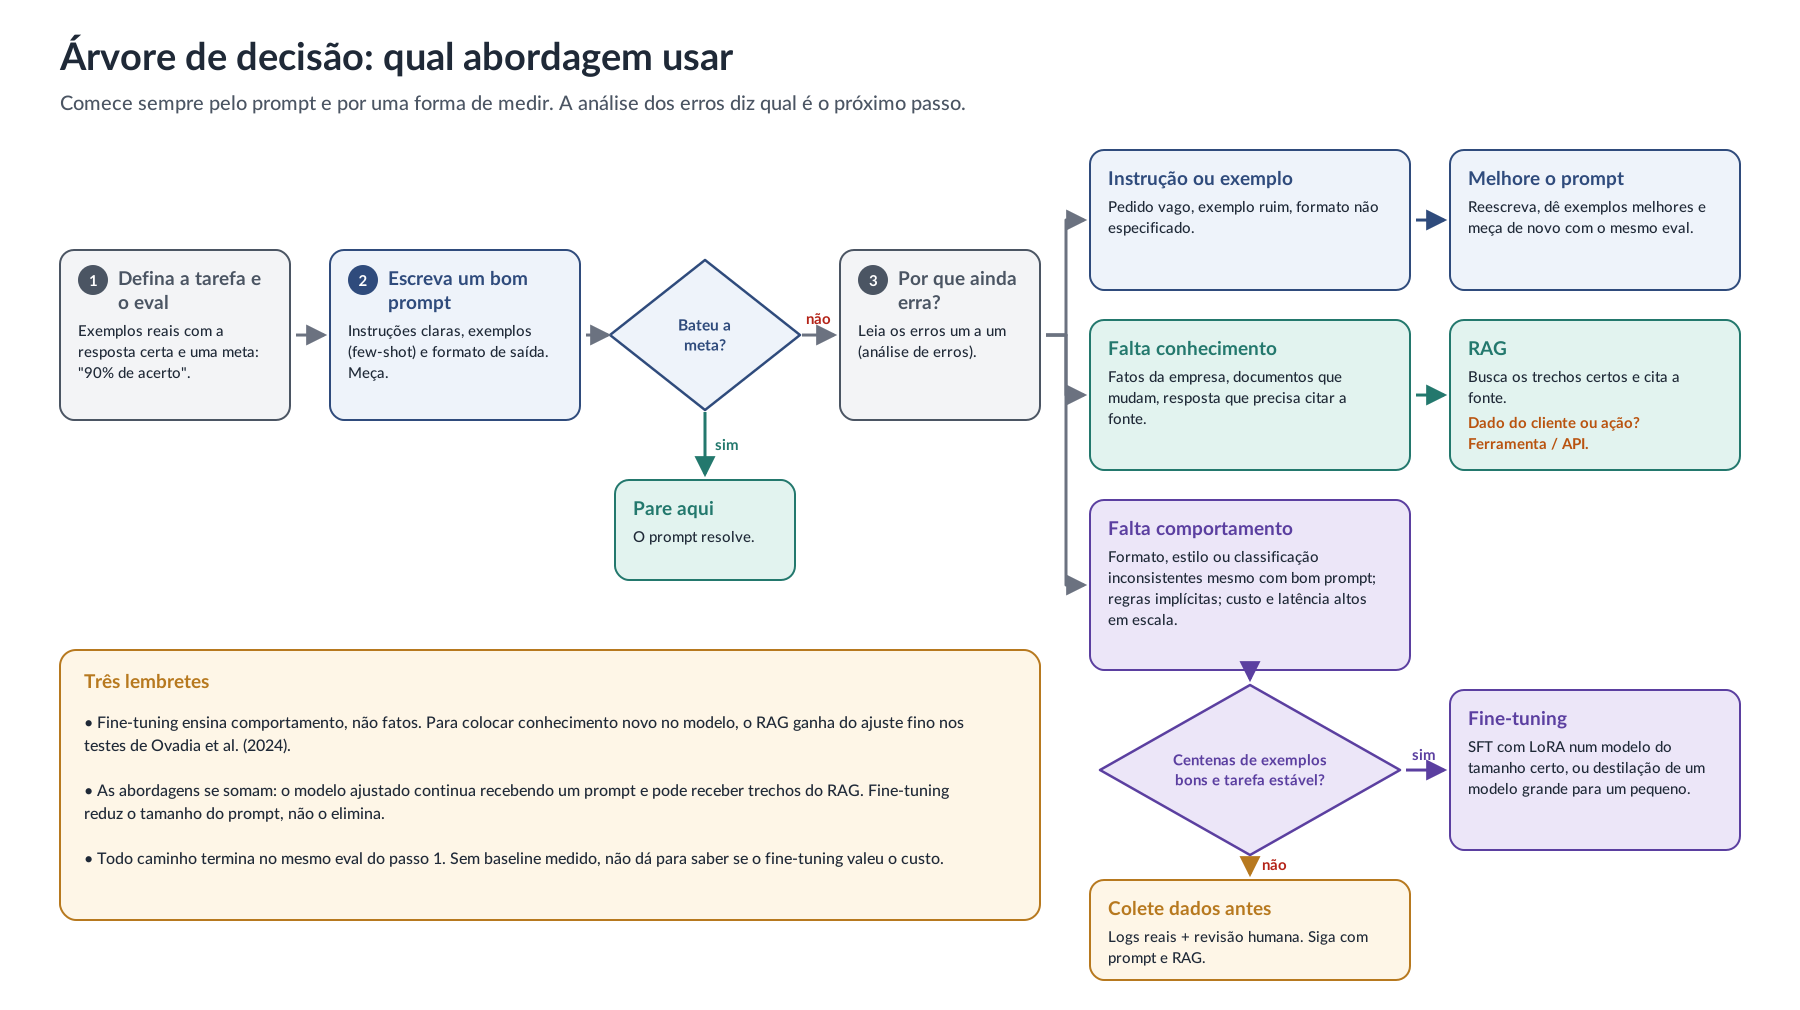 Árvore de decisão: qual abordagem usar
Comece sempre pelo prompt e por uma forma de medir. A análise dos erros diz qual é o próximo passo.
1
Defina a tarefa e
o eval
Exemplos reais com a
resposta certa e uma meta:
"90% de acerto".
2
Escreva um bom
prompt
Instruções claras, exemplos
(few-shot) e formato de saída.
Meça.
Bateu a
meta?
não
sim
Pare aqui
O prompt resolve.
3
Por que ainda
erra?
Leia os erros um a um
(análise de erros).
Instrução ou exemplo
Pedido vago, exemplo ruim, formato não
especificado.
Melhore o prompt
Reescreva, dê exemplos melhores e
meça de novo com o mesmo eval.
Falta conhecimento
Fatos da empresa, documentos que
mudam, resposta que precisa citar a
fonte.
RAG
Busca os trechos certos e cita a
fonte.
Dado do cliente ou ação?
Ferramenta / API.
Falta comportamento
Formato, estilo ou classificação
inconsistentes mesmo com bom prompt;
regras implícitas; custo e latência altos
em escala.
Centenas de exemplos
bons e tarefa estável?
sim
Fine-tuning
SFT com LoRA num modelo do
tamanho certo, ou destilação de um
modelo grande para um pequeno.
não
Colete dados antes
Logs reais + revisão humana. Siga com
prompt e RAG.
Três lembretes
• Fine-tuning ensina comportamento, não fatos. Para colocar conhecimento novo no modelo, o RAG ganha do ajuste fino nos
testes de Ovadia et al. (2024).
• As abordagens se somam: o modelo ajustado continua recebendo um prompt e pode receber trechos do RAG. Fine-tuning
reduz o tamanho do prompt, não o elimina.
• Todo caminho termina no mesmo eval do passo 1. Sem baseline medido, não dá para saber se o fine-tuning valeu o custo.